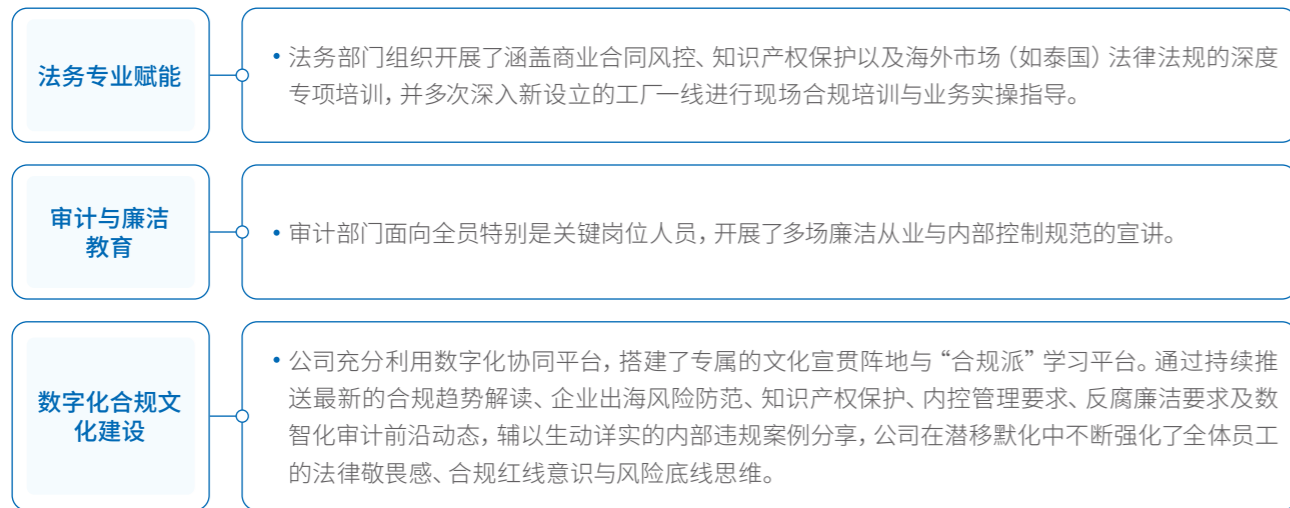 法务专业赋能
• 法务部门组织开展了涵盖商业合同风控、知识产权保护以及海外市场（如泰国）法律法规的深度
专项培训，并多次深入新设立的工厂一线进行现场合规培训与业务实操指导。
审计与廉洁
教育
• 审计部门面向全员特别是关键岗位人员，开展了多场廉洁从业与内部控制规范的宣讲。
数字化合规文
化建设
• 公司充分利用数字化协同平台，搭建了专属的文化宣贯阵地与“合规派”学习平台。通过持续推
送最新的合规趋势解读、企业出海风险防范、知识产权保护、内控管理要求、反腐廉洁要求及数
智化审计前沿动态，辅以生动详实的内部违规案例分享，公司在潜移默化中不断强化了全体员工
的法律敬畏感、合规红线意识与风险底线思维。